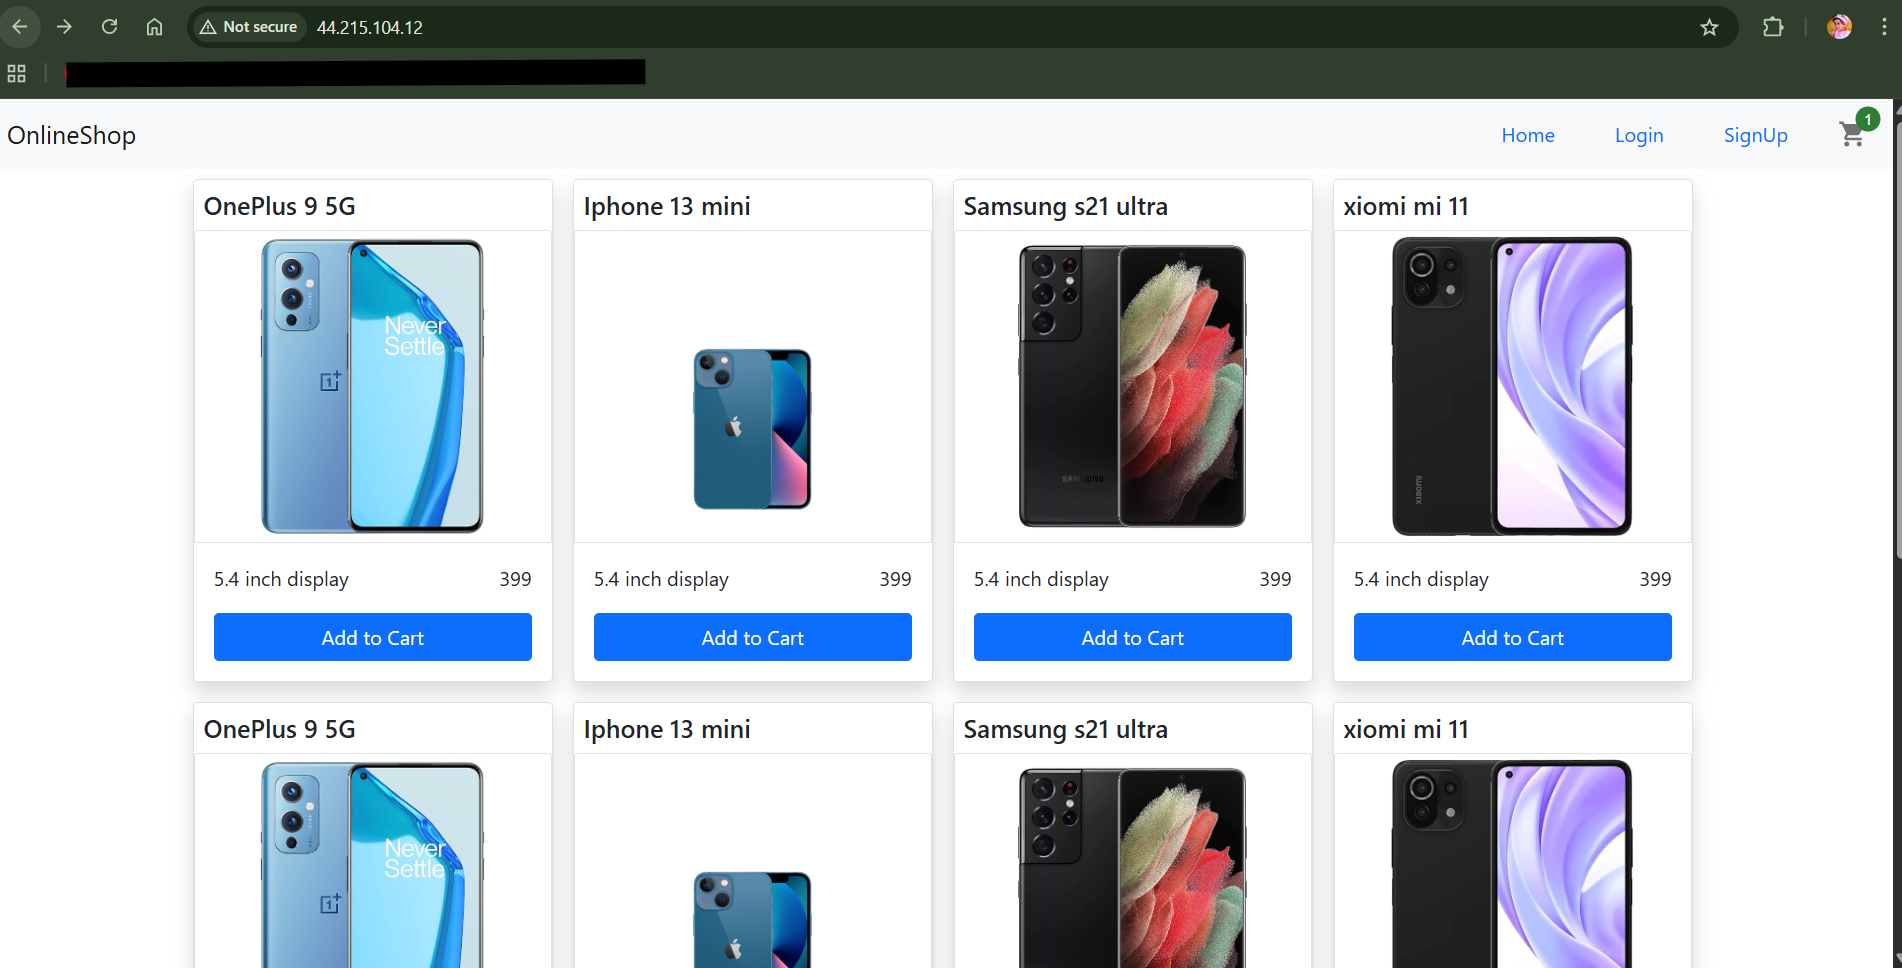 Not secure 44.215.104.12
OnlineShop Home Login SignUp 1
OnePlus 9 5G Iphone 13 mini Samsung s21 ultra xiomi mi 11
Never
Settle
SAMSUNG
XIAOMI
5.4 inch display 399 5.4 inch display 399 5.4 inch display 399 5.4 inch display 399
Add to Cart Add to Cart Add to Cart Add to Cart
OnePlus 9 5G Iphone 13 mini Samsung s21 ultra xiomi mi 11
Never
Settle